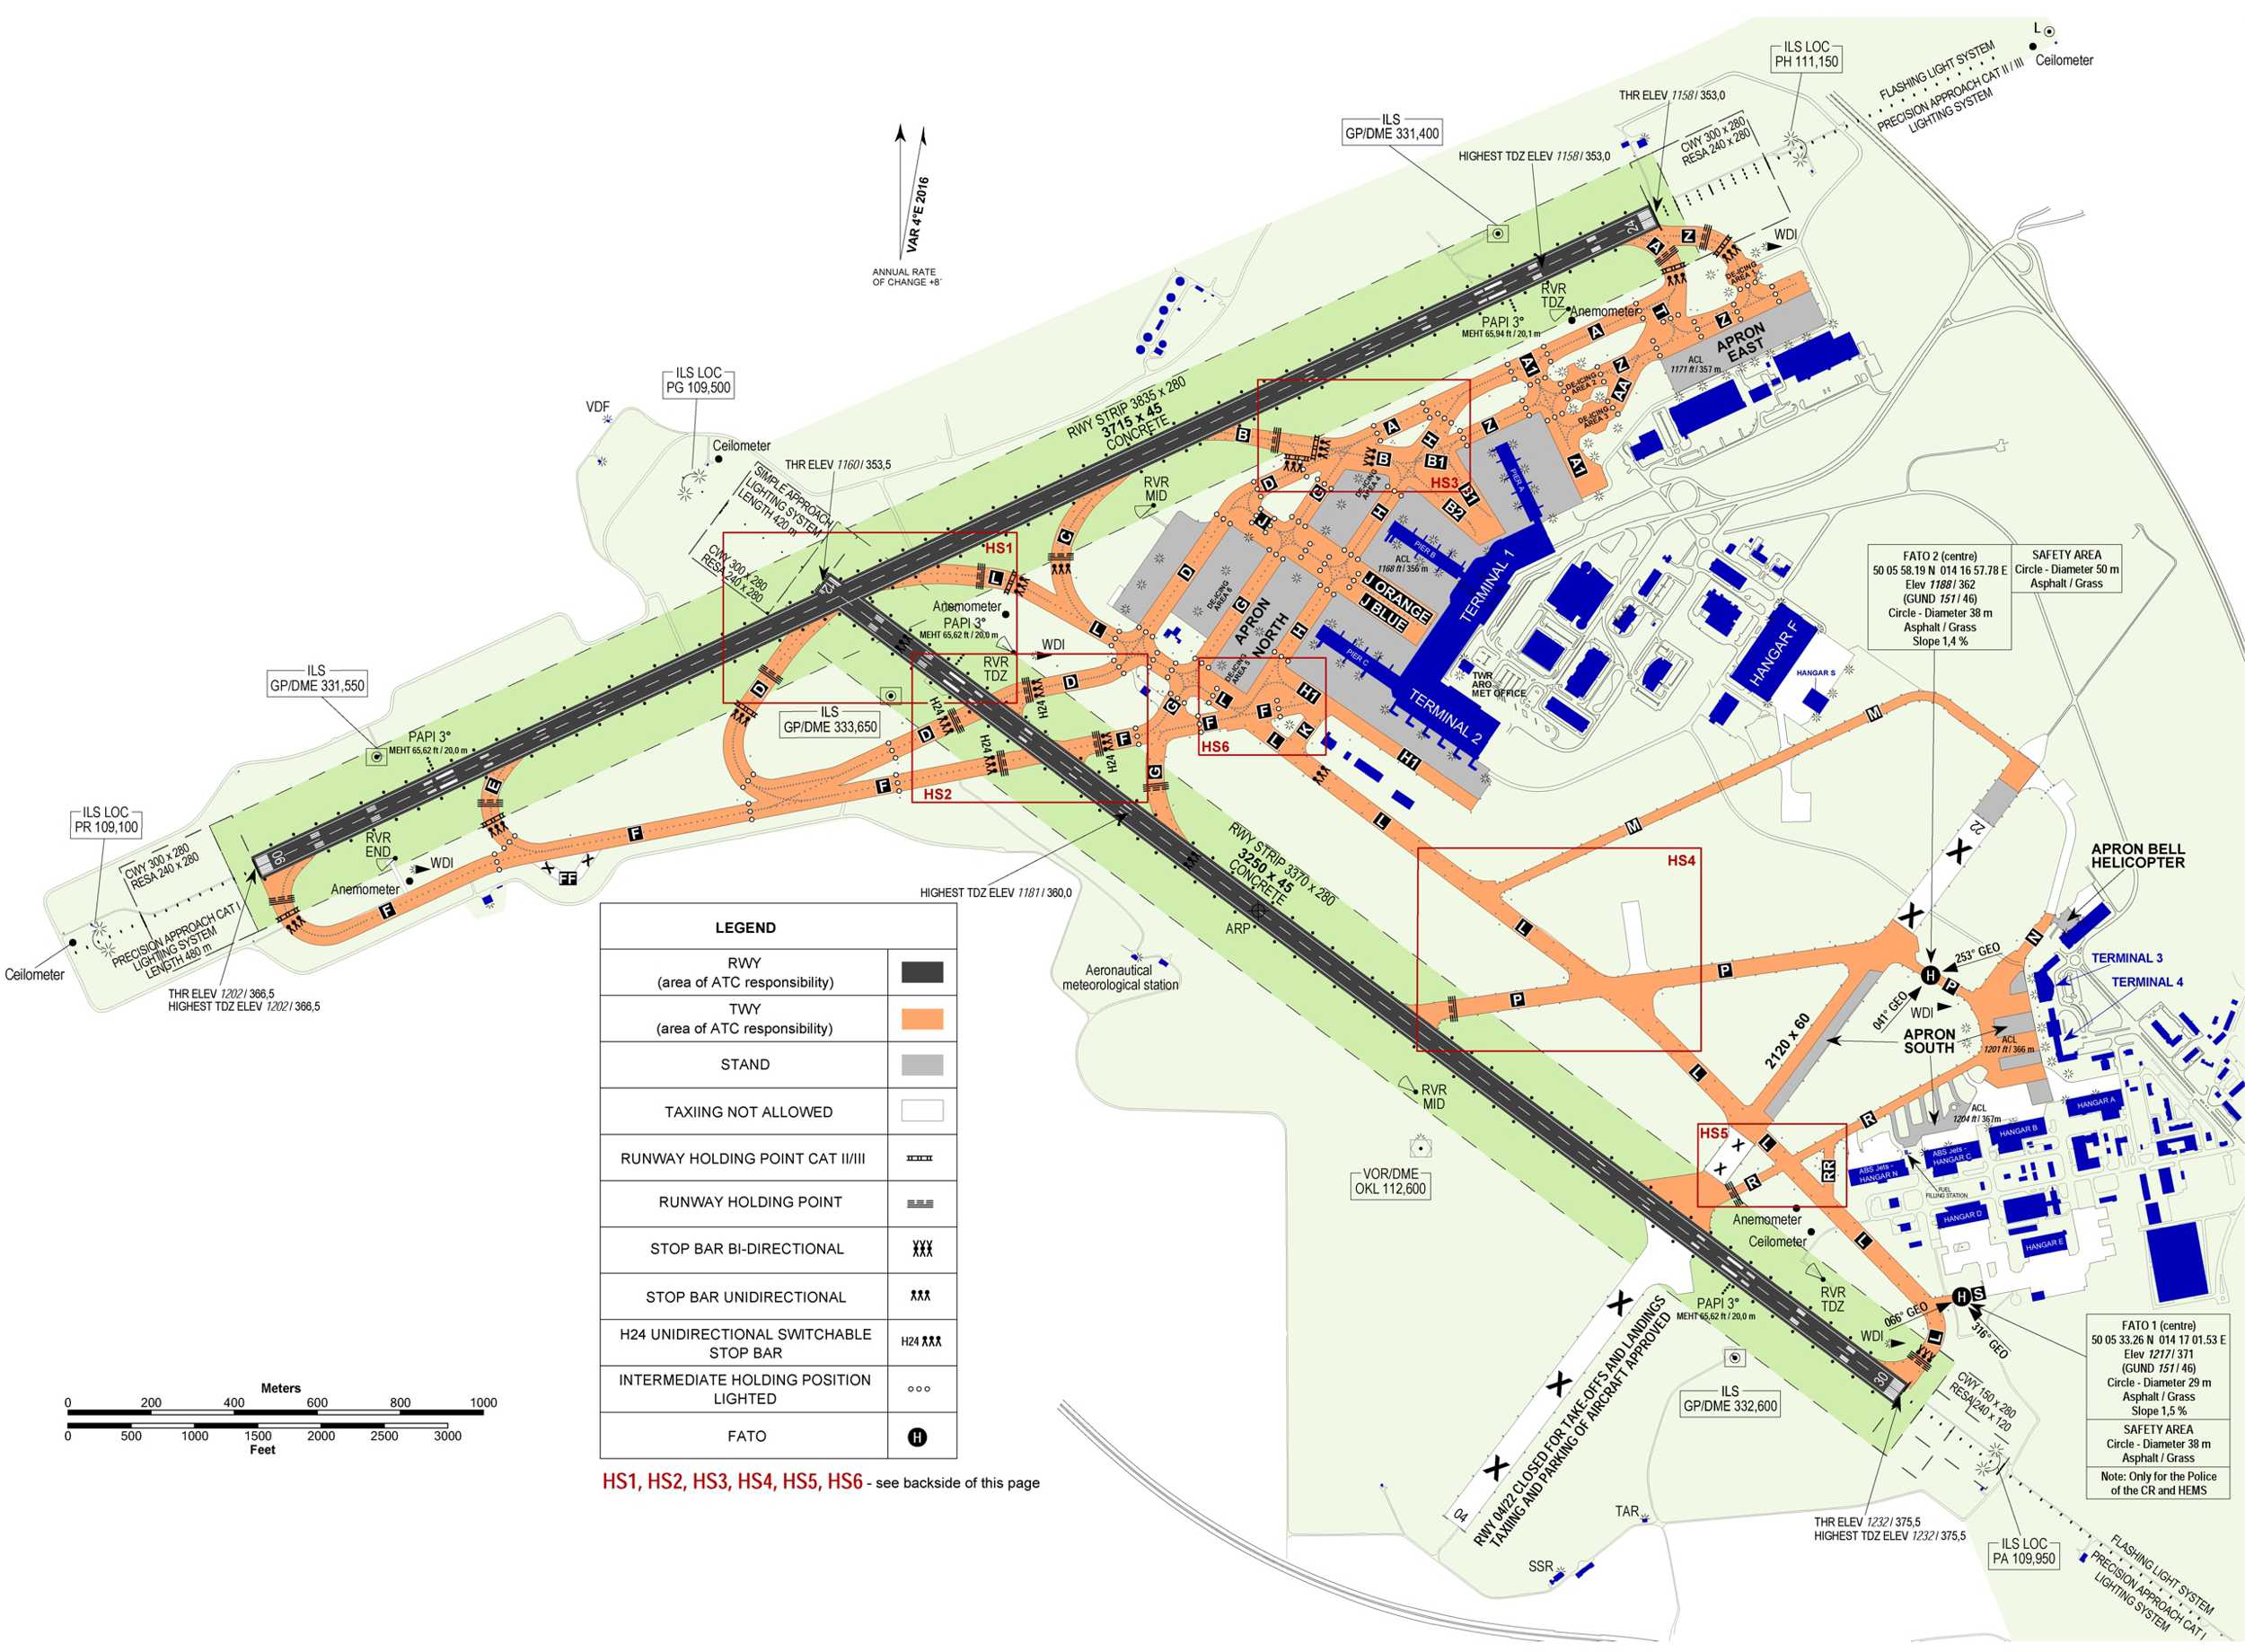 L
Ceilometer
FLASHING LIGHT SYSTEM
PRECISION APPROACH CAT II / III
LIGHTING SYSTEM
ILS LOC
PH 111,150
THR ELEV 1158 / 353,0
CWY 300 x 280
RESA 240 x 280
ILS
GP/DME 331,400
HIGHEST TDZ ELEV 1158 / 353,0
VAR 4°E 2016
ANNUAL RATE
OF CHANGE +8´
24
A
Z
WDI
DE-ICING
AREA 1
RVR
TDZ
Anemometer
PAPI 3°
MEHT 65,94 ft / 20,1 m
A
T
Z
APRON
EAST
ACL
1171 ft / 357 m
A1
Z
AA
DE-ICING
AREA 2
DE-ICING
AREA 3
A1
ILS LOC
PG 109,500
VDF
Ceilometer
RWY STRIP 3835 x 280
3715 x 45
CONCRETE
THR ELEV 1160 / 353,5
SIMPLE APPROACH
LIGHTING SYSTEM
LENGTH 420 m
CWY 300 x 280
RESA 240 x 280
B
A
H
Z
B
B1
HS3
B1
B2
D
G
J
H
DE-ICING
AREA 4
PIER A
PIER B
ACL
1168 ft / 356 m
TERMINAL 1
RVR
MID
C
HS1
12
L
Anemometer
PAPI 3°
MEHT 65,62 ft / 20,0 m
D
DE-ICING
AREA 6
G
APRON
NORTH
H
J ORANGE
J BLUE
PIER C
DE-ICING
AREA 5
L
WDI
RVR
TDZ
TWR
ARO
MET OFFICE
TERMINAL 2
HANGAR F
HANGAR S
FATO 2 (centre)
50 05 58.19 N 014 16 57.78 E
Elev 1188 / 362
(GUND 151 / 46)
Circle - Diameter 38 m
Asphalt / Grass
Slope 1,4 %
SAFETY AREA
Circle - Diameter 50 m
Asphalt / Grass
ILS
GP/DME 331,550
PAPI 3°
MEHT 65,62 ft / 20,0 m
D
ILS
GP/DME 333,650
H24
H24
H24
H24
D
D
F
F
G
G
HS2
L
F
F
H1
L
K
HS6
H1
L
M
M
E
F
FF
F
ILS LOC
PR 109,100
CWY 300 x 280
RESA 240 x 280
06
RVR
END
WDI
Anemometer
Ceilometer
PRECISION APPROACH CAT I
LIGHTING SYSTEM
LENGTH 480 m
THR ELEV 1202 / 366,5
HIGHEST TDZ ELEV 1202 / 366,5
HIGHEST TDZ ELEV 1181 / 360,0
RWY STRIP 3370 x 280
3250 x 45
CONCRETE
ARP
Aeronautical
meteorological station
HS4
L
P
P
L
22
APRON BELL
HELICOPTER
N
253° GEO
H
P
041° GEO
WDI
TERMINAL 3
TERMINAL 4
2120 x 60
APRON
SOUTH
ACL
1201 ft / 366 m
ACL
1204 ft / 367m
HANGAR A
HANGAR B
ABS Jets -
HANGAR C
ABS Jets -
HANGAR N
FUEL
FILLING STATION
HANGAR D
HANGAR E
RVR
MID
VOR/DME
OKL 112,600
HS5
L
R
R
RR
Anemometer
Ceilometer
L
RVR
TDZ
PAPI 3°
MEHT 65,62 ft / 20,0 m
066° GEO
H
S
316° GEO
WDI
L
30
FATO 1 (centre)
50 05 33.26 N 014 17 01.53 E
Elev 1217 / 371
(GUND 151 / 46)
Circle - Diameter 29 m
Asphalt / Grass
Slope 1,5 %
SAFETY AREA
Circle - Diameter 38 m
Asphalt / Grass
Note: Only for the Police
of the CR and HEMS
ILS
GP/DME 332,600
CWY 150 x 280
RESA 240 x 120
04
RWY 04/22 CLOSED FOR TAKE-OFFS AND LANDINGS
TAXIING AND PARKING OF AIRCRAFT APPROVED
THR ELEV 1232 / 375,5
HIGHEST TDZ ELEV 1232 / 375,5
TAR
SSR
ILS LOC
PA 109,950
FLASHING LIGHT SYSTEM
PRECISION APPROACH CAT I
LIGHTING SYSTEM
LEGEND
RWY
(area of ATC responsibility)
TWY
(area of ATC responsibility)
STAND
TAXIING NOT ALLOWED
RUNWAY HOLDING POINT CAT II/III
RUNWAY HOLDING POINT
STOP BAR BI-DIRECTIONAL
STOP BAR UNIDIRECTIONAL
H24 UNIDIRECTIONAL SWITCHABLE
STOP BAR
H24
INTERMEDIATE HOLDING POSITION
LIGHTED
FATO
H
HS1, HS2, HS3, HS4, HS5, HS6 - see backside of this page
Meters
0 200 400 600 800 1000
0 500 1000 1500 2000 2500 3000
Feet